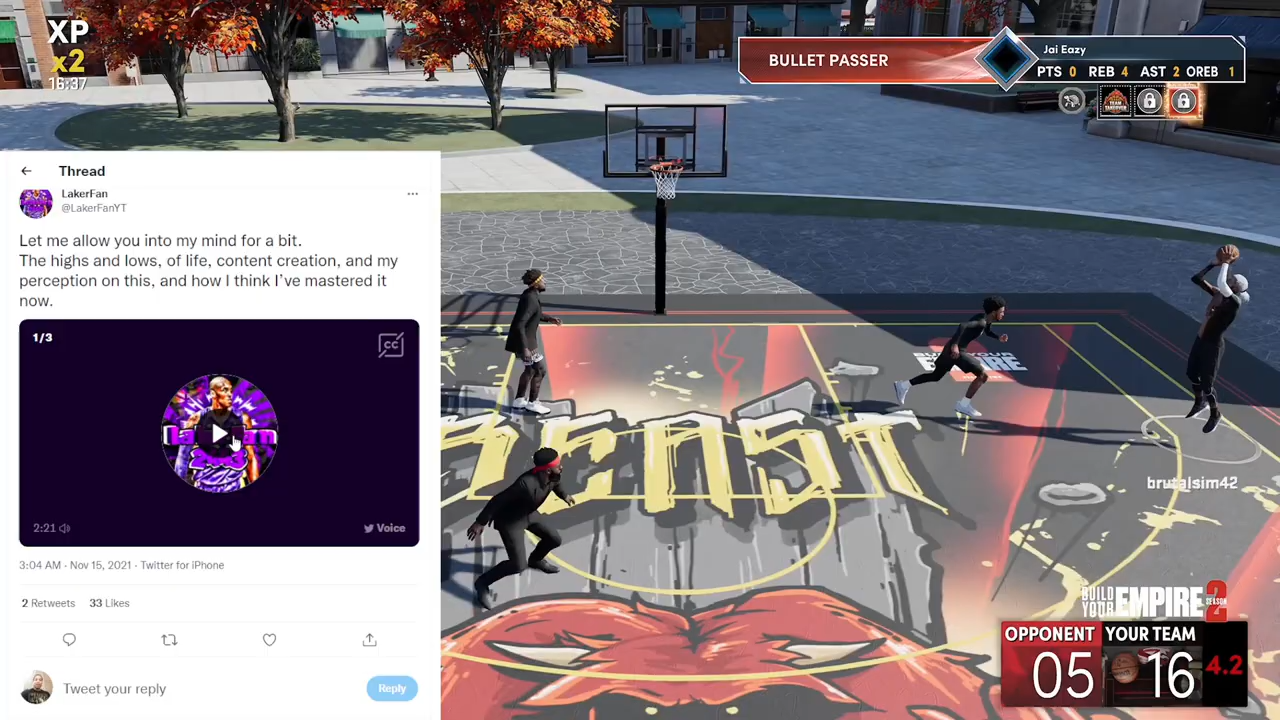 XP
x2
16:37
BULLET PASSER
Jai Eazy
PTS 0 REB 4 AST 2 OREB 1
Thread
LakerFan
@LakerFanYT
Let me allow you into my mind for a bit.
The highs and lows, of life, content creation, and my
perception on this, and how I think I've mastered it
now.
1/3
CC
2:21
Voice
3:04 AM · Nov 15, 2021 · Twitter for iPhone
2 Retweets 33 Likes
Tweet your reply
Reply
EMPIRE
BEAST
brutalsim42
BUILD YOUR EMPIRE SEASON 2
OPPONENT YOUR TEAM
05 16 4.2